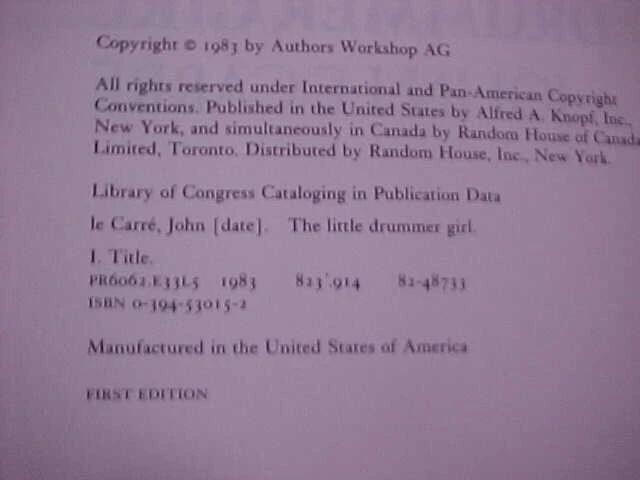 Copyright © 1983 by Authors Workshop AG
All rights reserved under International and Pan-American Copyright
Conventions. Published in the United States by Alfred A. Knopf, Inc.,
New York, and simultaneously in Canada by Random House of Canada
Limited, Toronto. Distributed by Random House, Inc., New York.
Library of Congress Cataloging in Publication Data
le Carré, John [date]. The little drummer girl.
I. Title.
PR6062.E33L5 1983 823'.914 82-48733
ISBN 0-394-53015-2
Manufactured in the United States of America
FIRST EDITION